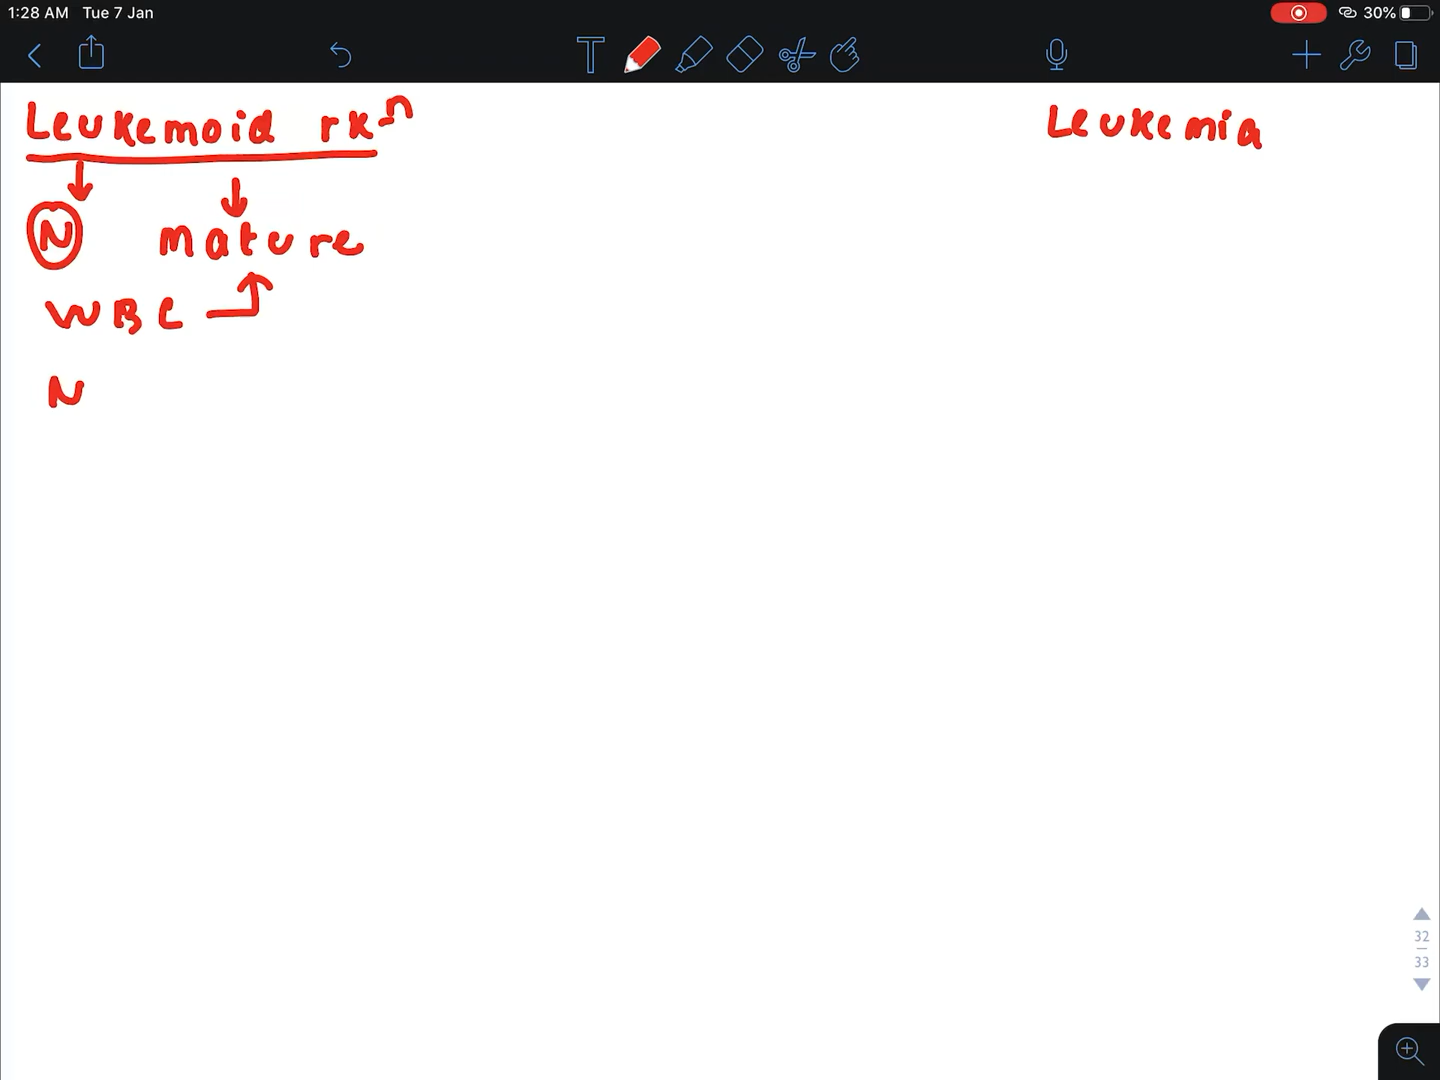 1:28 AM Tue 7 Jan
30%
T
Leukemoid rxn
Leukemia
N mature
WBC
N
32
33